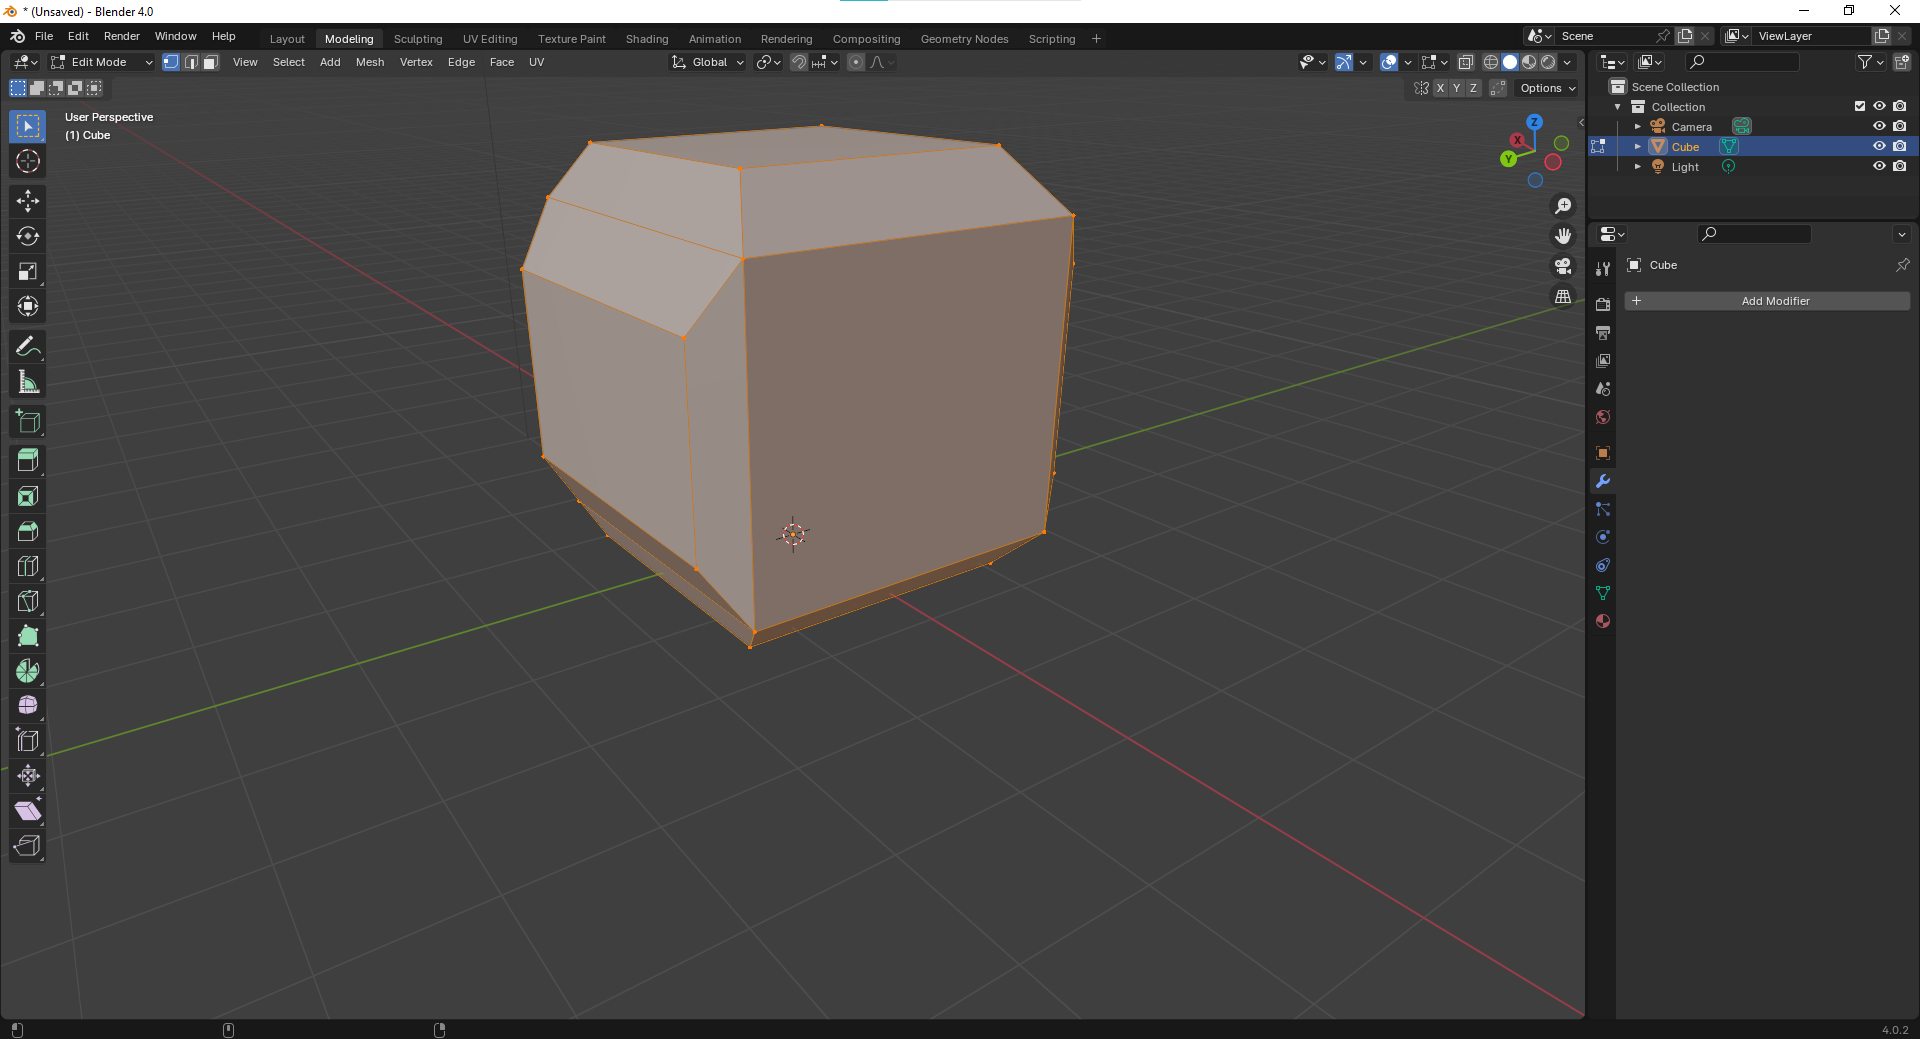 * (Unsaved) - Blender 4.0
File Edit Render Window Help
Layout Modeling Sculpting UV Editing Texture Paint Shading Animation Rendering Compositing Geometry Nodes Scripting +
Scene
ViewLayer
Edit Mode View Select Add Mesh Vertex Edge Face UV
Global
X Y Z Options
User Perspective
(1) Cube
Z
X
Y
Scene Collection
Collection
Camera
Cube
Light
Cube
+ Add Modifier
4.0.2